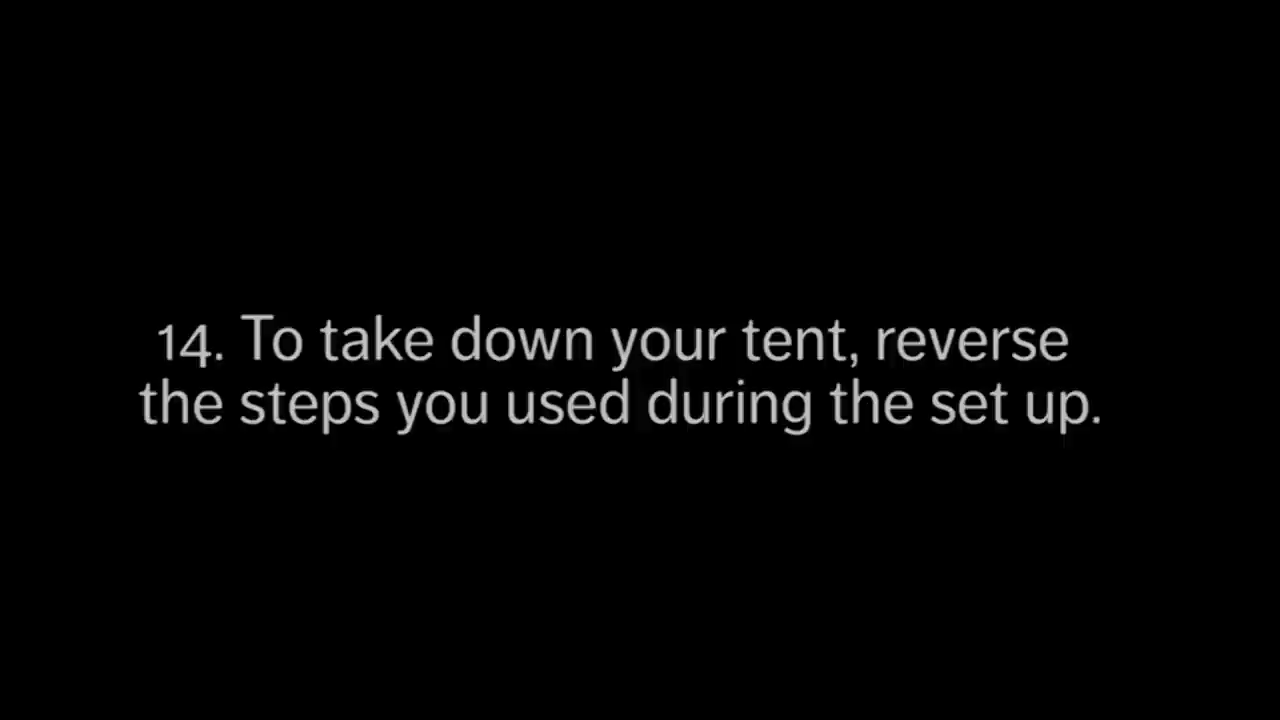 14. To take down your tent, reverse
the steps you used during the set up.